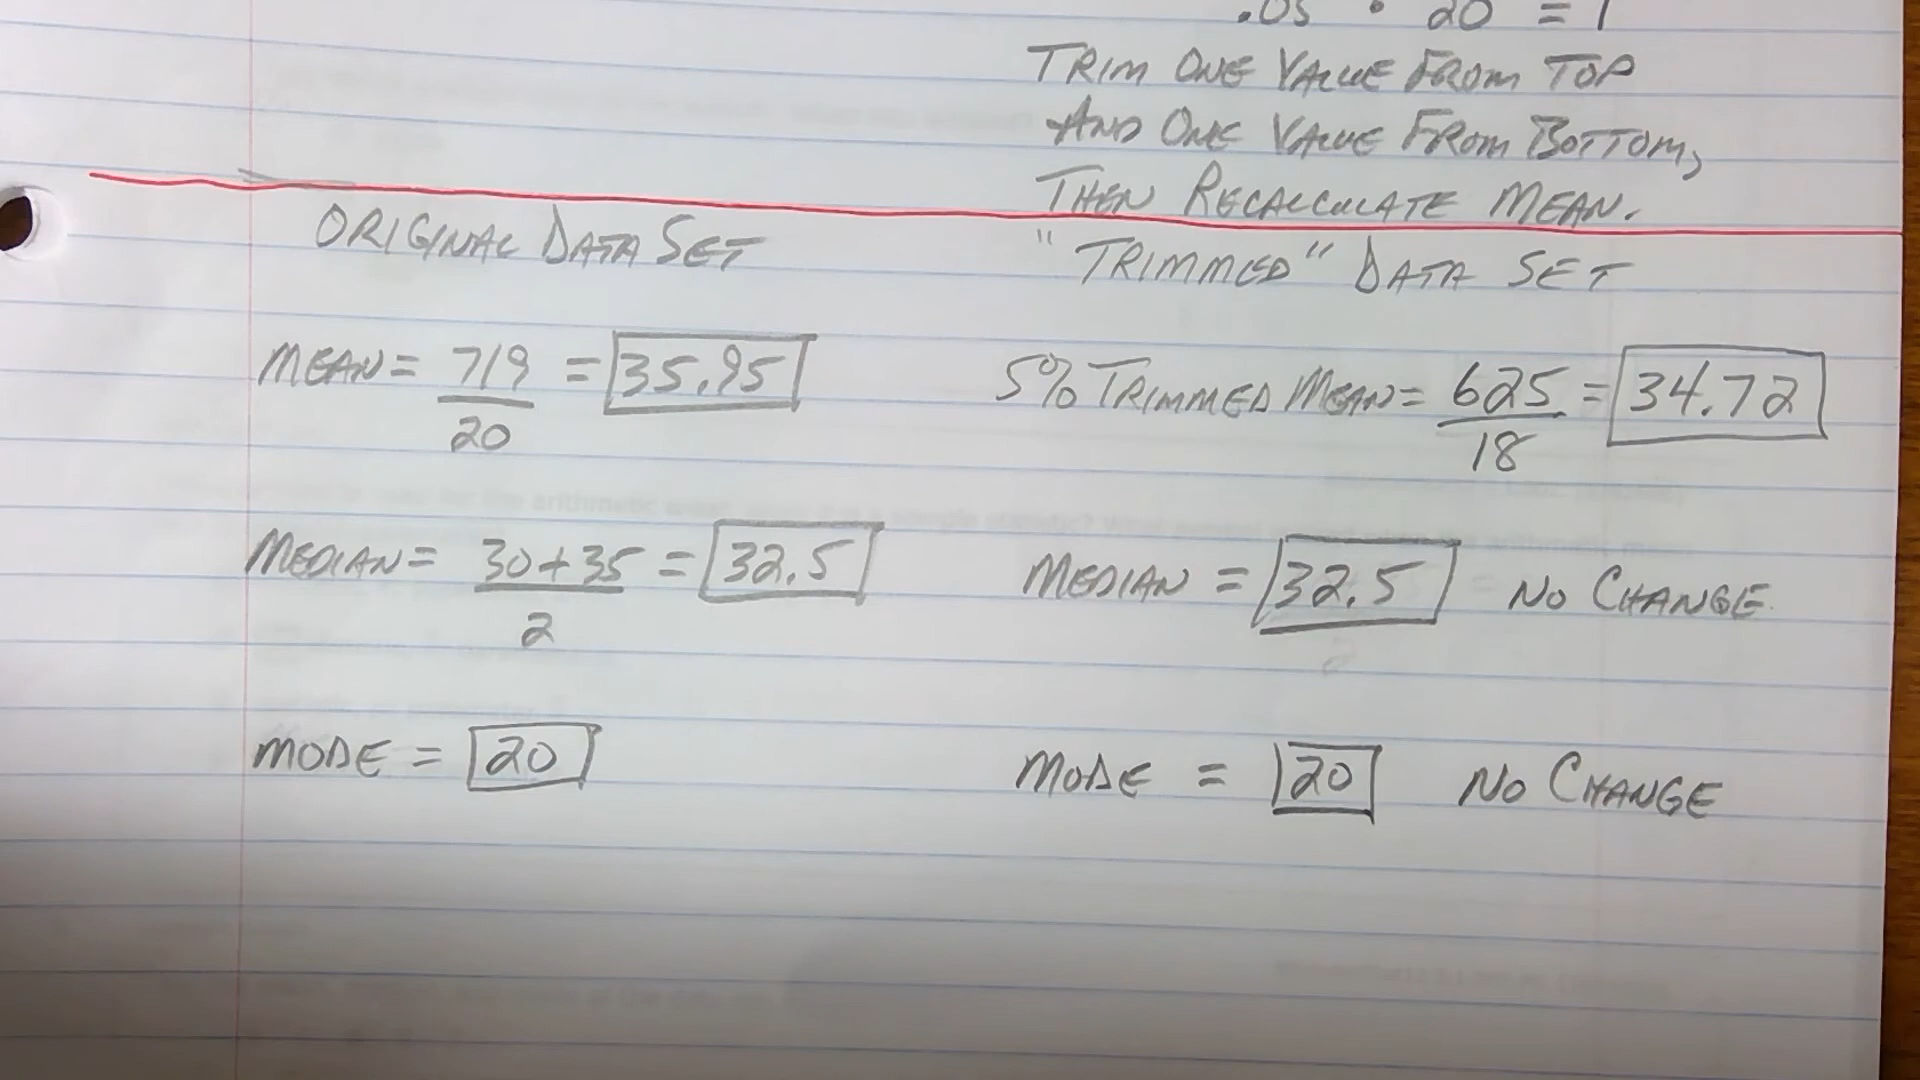 .05 • 20 = 1
TRIM ONE VALUE FROM TOP
AND ONE VALUE FROM BOTTOM,
THEN RECALCULATE MEAN.
ORIGINAL DATA SET
" "TRIMMED" DATA SET
MEAN = 719/20 = 35.95
5% TRIMMED MEAN = 625/18 = 34.72
MEDIAN = 30+35/2 = 32.5
MEDIAN = 32.5 NO CHANGE.
MODE = 20
MODE = 20 NO CHANGE